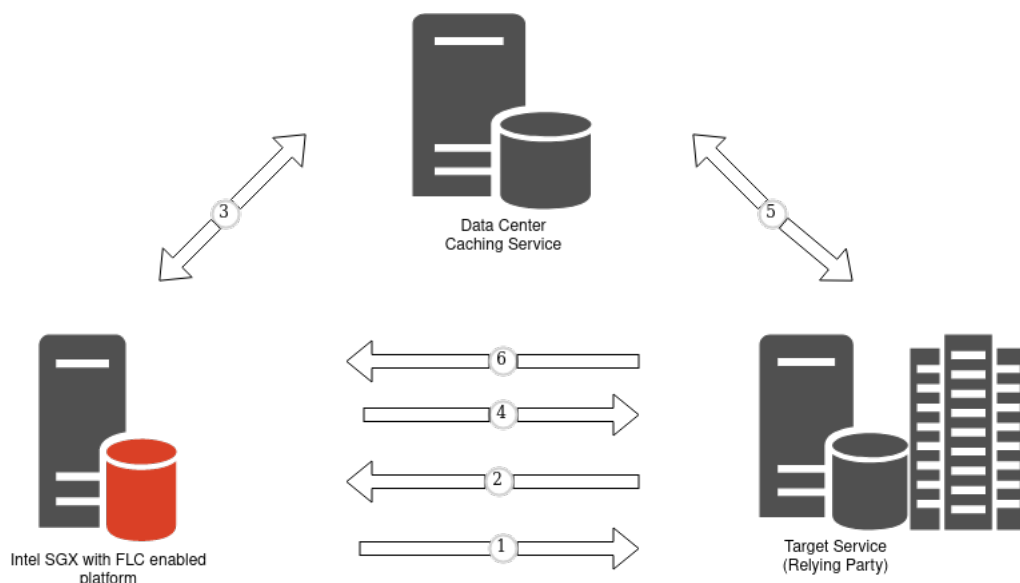 Data Center
Caching Service
3
5
6
4
2
1
Intel SGX with FLC enabled
platform
Target Service
(Relying Party)